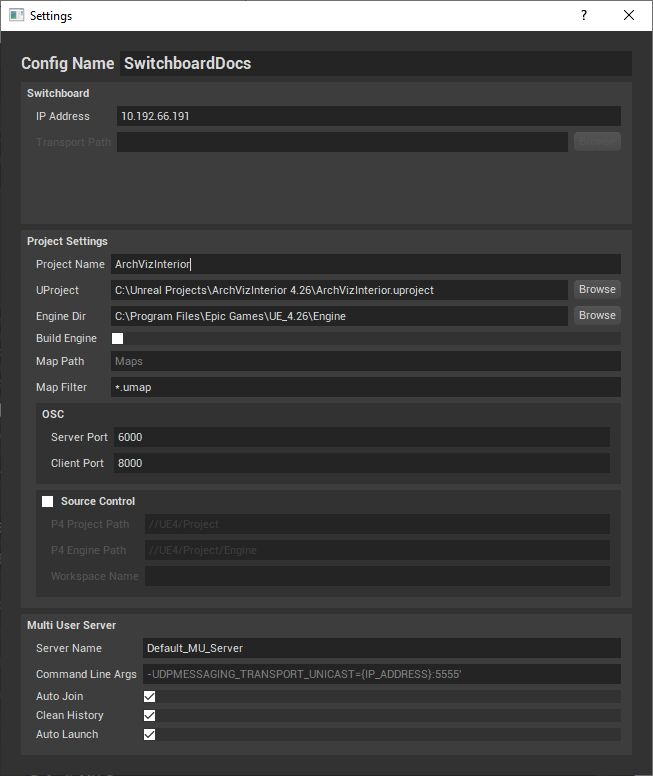 Settings
?
Config Name SwitchboardDocs
Switchboard
IP Address 10.192.66.191
Transport Path Browse
Project Settings
Project Name ArchVizInterior
UProject C:\Unreal Projects\ArchVizInterior 4.26\ArchVizInterior.uproject Browse
Engine Dir C:\Program Files\Epic Games\UE_4.26\Engine Browse
Build Engine
Map Path Maps
Map Filter *.umap
OSC
Server Port 6000
Client Port 8000
Source Control
P4 Project Path //UE4/Project
P4 Engine Path //UE4/Project/Engine
Workspace Name
Multi User Server
Server Name Default_MU_Server
Command Line Args -UDPMESSAGING_TRANSPORT_UNICAST={IP_ADDRESS}:5555'
Auto Join
Clean History
Auto Launch